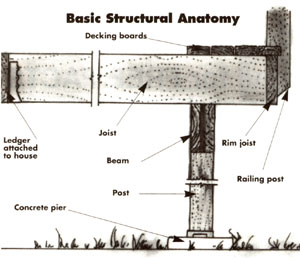 Basic Structural Anatomy
Decking boards
Ledger
attached
to house
Joist
Rim joist
Beam
Railing post
Post
Concrete pier